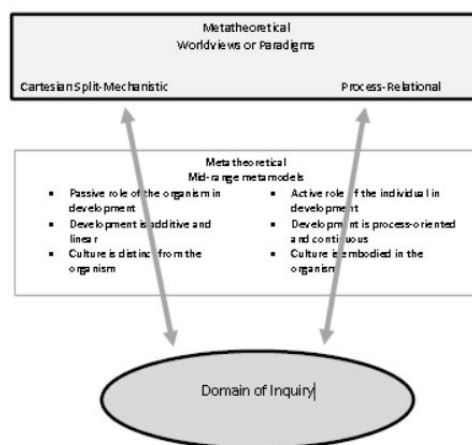 Metatheoretical
Worldviews or Paradigms
Cartesian Split-Mechanistic
Process-Relational
Metatheoretical
Mid-range metamodels
Passive role of the organism in
development
Development is additive and
linear
Culture is distinct from the
organism
Active role of the individual in
development
Development is process-oriented
and continuous
Culture is embodied in the
organism
Domain of Inquiry